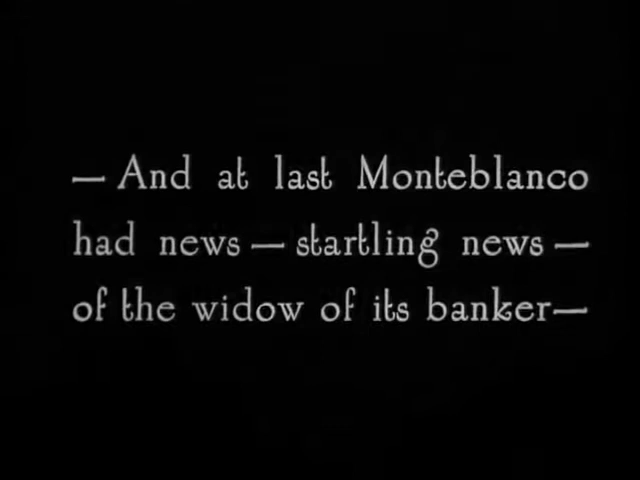 — And at last Monteblanco
had news — startling news —
of the widow of its banker—